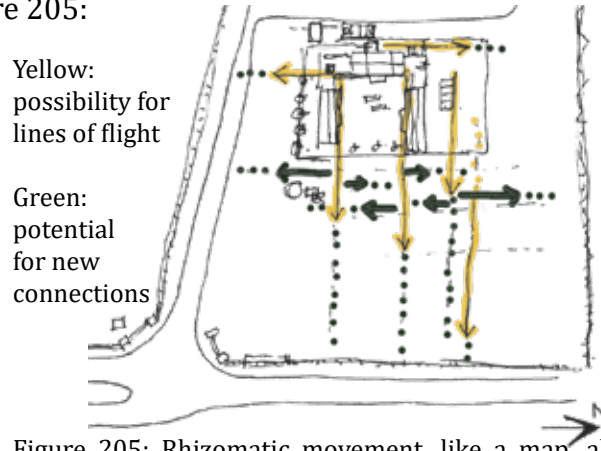 re 205:
Yellow:
possibility for
lines of flight
Green:
potential
for new
connections
N
Figure 205: Rhizomatic movement, like a map,